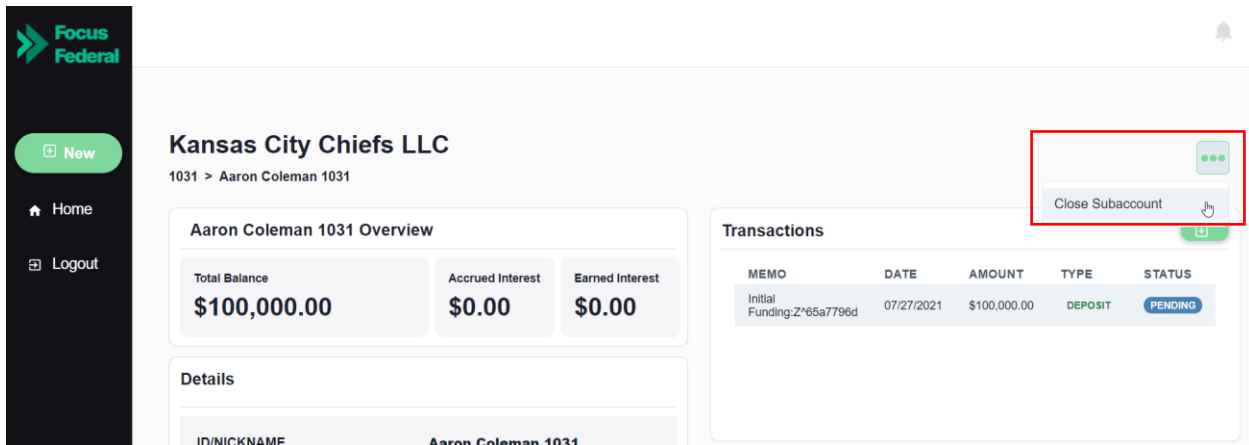 Focus
Federal
New
Home
Logout
Kansas City Chiefs LLC
1031 > Aaron Coleman 1031
Close Subaccount
Aaron Coleman 1031 Overview
Total Balance
$100,000.00
Accrued Interest
$0.00
Earned Interest
$0.00
Details
ID/NICKNAME Aaron Coleman 1031
Transactions
MEMO DATE AMOUNT TYPE STATUS
Initial
Funding:Z^65a7796d 07/27/2021 $100,000.00 DEPOSIT PENDING